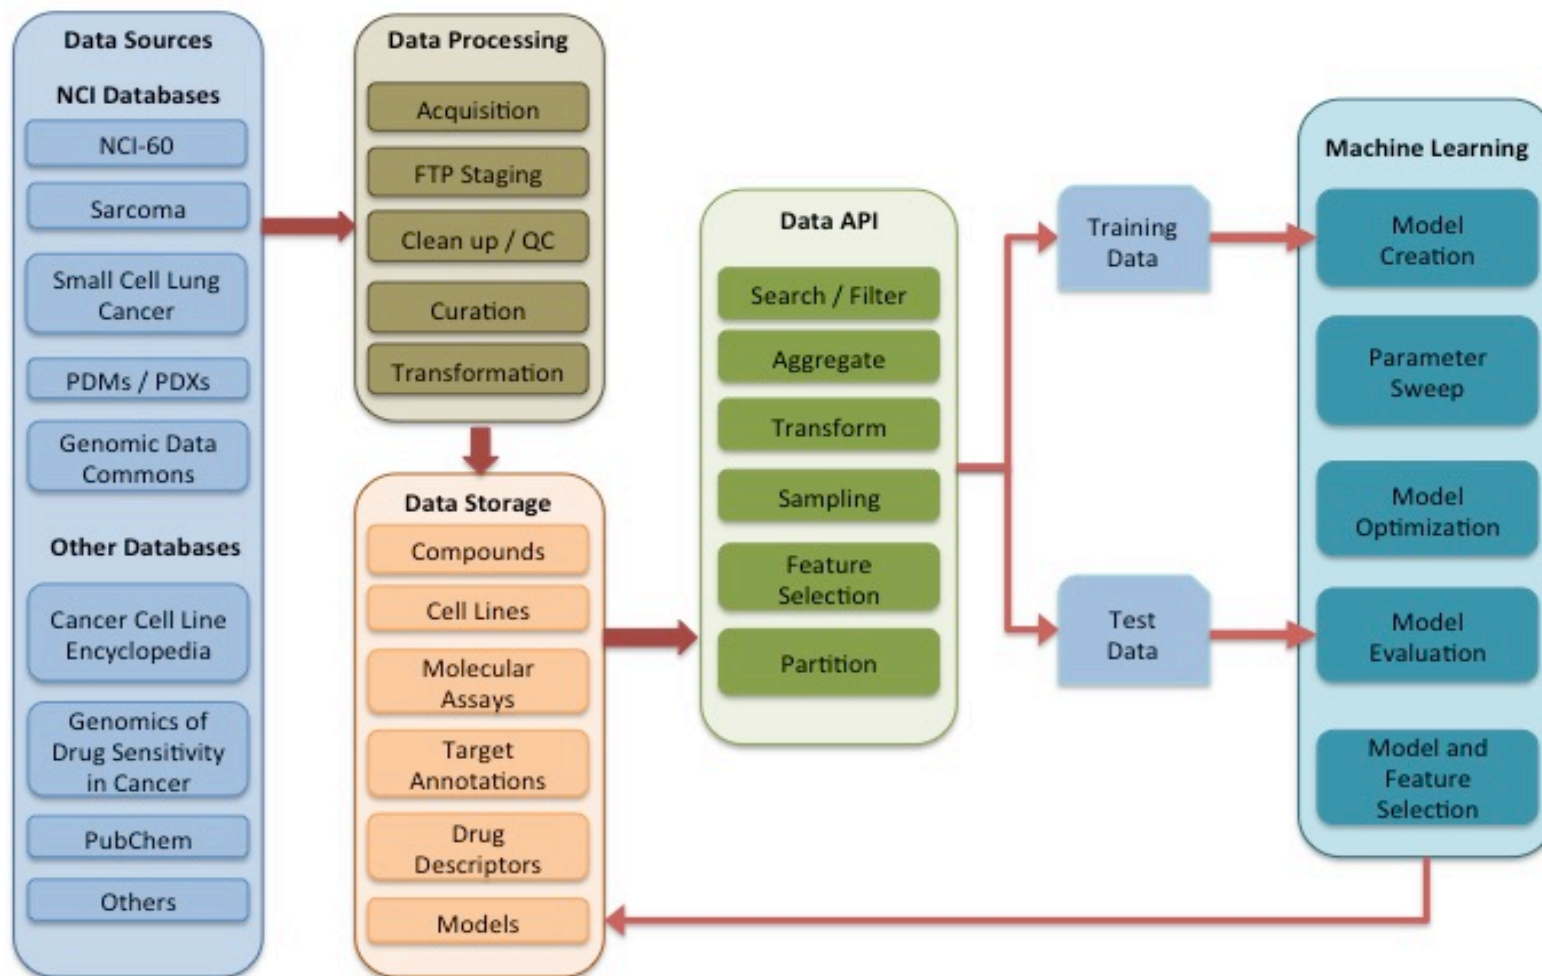 Data Sources
NCI Databases
NCI-60
Sarcoma
Small Cell Lung
Cancer
PDMs / PDXs
Genomic Data
Commons
Other Databases
Cancer Cell Line
Encyclopedia
Genomics of
Drug Sensitivity
in Cancer
PubChem
Others
Data Processing
Acquisition
FTP Staging
Clean up / QC
Curation
Transformation
Data Storage
Compounds
Cell Lines
Molecular
Assays
Target
Annotations
Drug
Descriptors
Models
Data API
Search / Filter
Aggregate
Transform
Sampling
Feature
Selection
Partition
Training
Data
Test
Data
Machine Learning
Model
Creation
Parameter
Sweep
Model
Optimization
Model
Evaluation
Model and
Feature
Selection